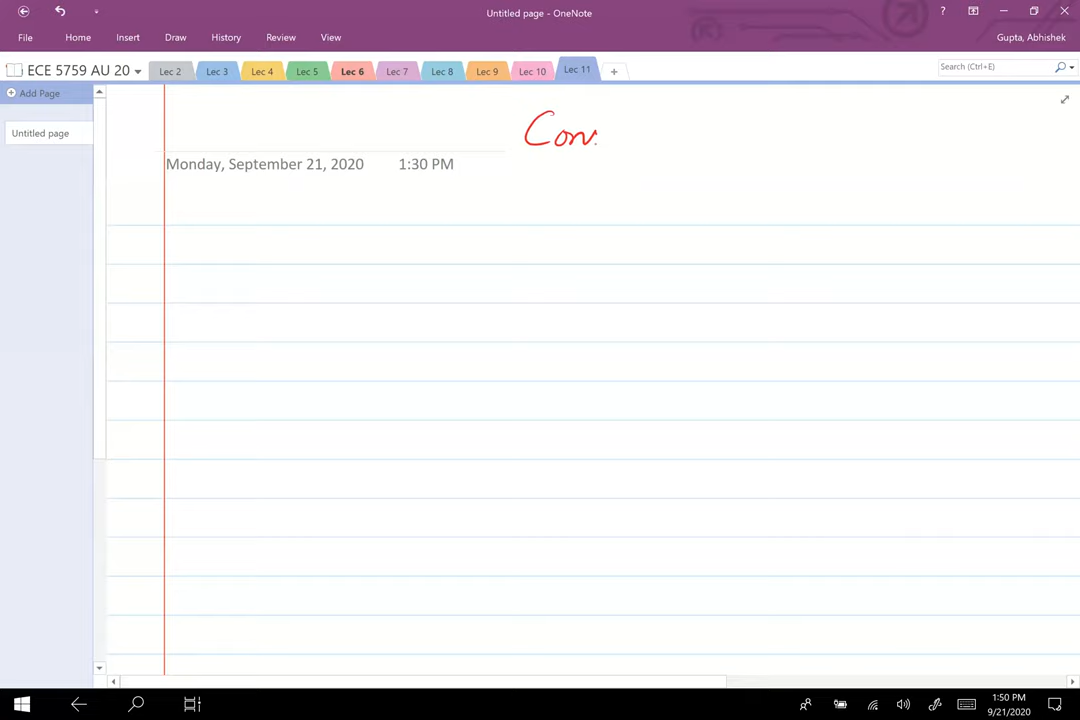 Untitled page - OneNote
?
File
Home
Insert
Draw
History
Review
View
Gupta, Abhishek
ECE 5759 AU 20
Lec 2
Lec 3
Lec 4
Lec 5
Lec 6
Lec 7
Lec 8
Lec 9
Lec 10
Lec 11
+
Search (Ctrl+E)
Add Page
Untitled page
Conv
Monday, September 21, 2020 1:30 PM
1:50 PM
9/21/2020